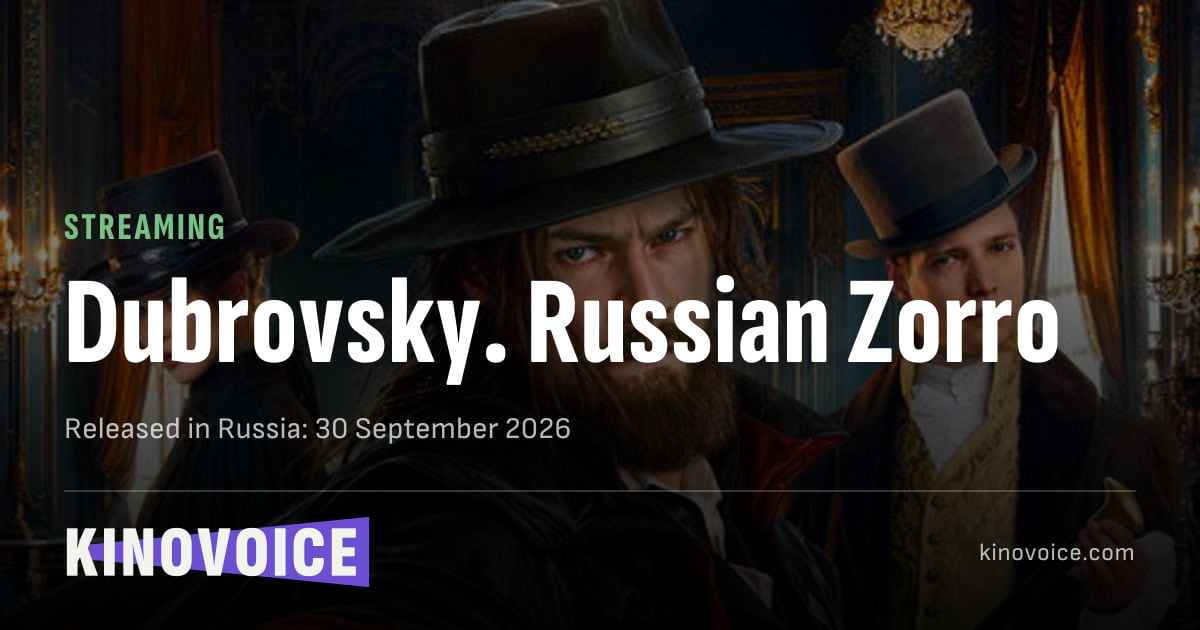 STREAMING
Dubrovsky. Russian Zorro
Released in Russia: 30 September 2026
KINOVOICE
kinovoice.com